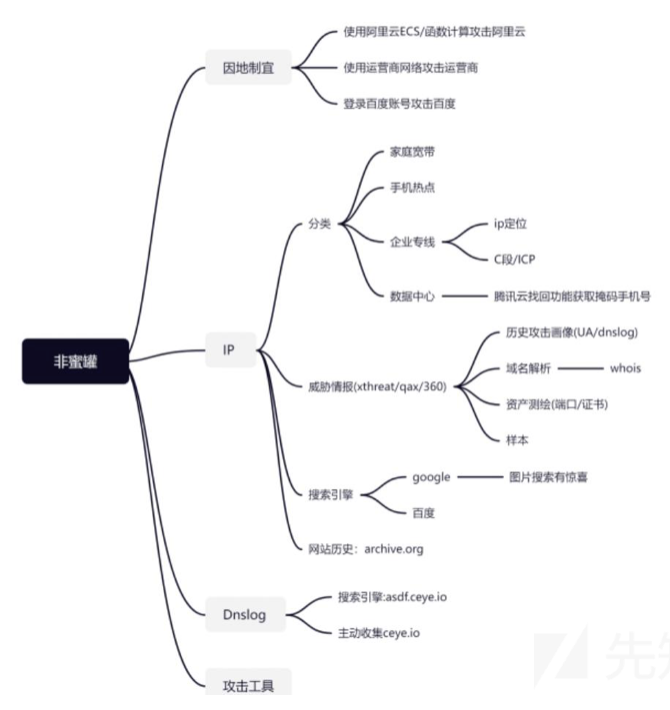 使用阿里云ECS/函数计算攻击阿里云
因地制宜
使用运营商网络攻击运营商
登录百度账号攻击百度
家庭宽带
手机热点
分类
ip定位
企业专线
C段/ICP
数据中心
腾讯云找回功能获取掩码手机号
历史攻击画像(UA/dnslog)
非蜜罐
IP
域名解析
whois
威胁情报(xthreat/qax/360)
资产测绘(端口/证书)
样本
google
图片搜索有惊喜
搜索引擎
百度
网站历史：archive.org
搜索引擎:asdf.ceye.io
Dnslog
主动收集ceye.io
攻击工具
先知